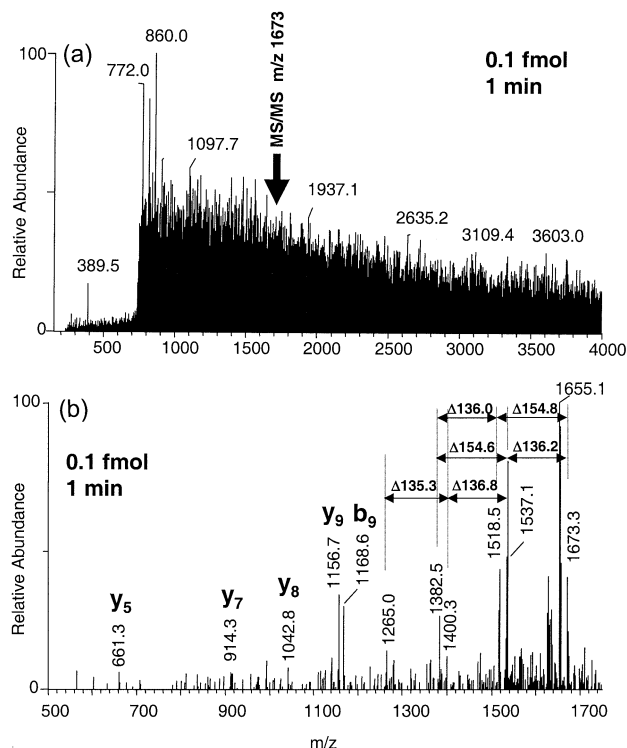 (a)
860.0
100
772.0
MS/MS m/z 1673
0.1 fmol
1 min
1097.7
1937.1
2635.2
3109.4
3603.0
389.5
Relative Abundance
0
500 1000 1500 2000 2500 3000 3500 4000
(b)
100
0.1 fmol
1 min
Δ136.0 Δ154.8
1655.1
Δ154.6 Δ136.2
Δ135.3 Δ136.8
y9 b9
1156.7
1168.6
1265.0
1382.5
1400.3
1518.5
1537.1
1673.3
y5
661.3
y7
914.3
y8
1042.8
Relative Abundance
0
500 700 900 1100 1300 1500 1700
m/z